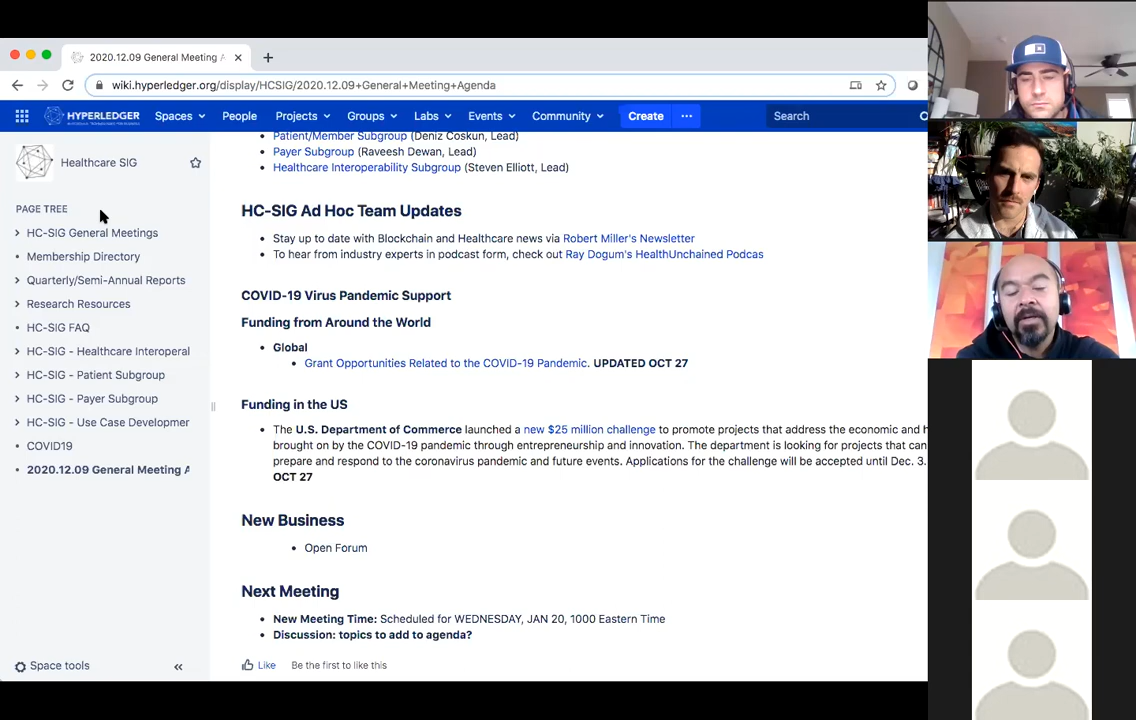 2020.12.09 General Meeting A
wiki.hyperledger.org/display/HCSIG/2020.12.09+General+Meeting+Agenda
HYPERLEDGER
Spaces
People
Projects
Groups
Labs
Events
Community
Create
Search
Healthcare SIG
PAGE TREE
HC-SIG General Meetings
Membership Directory
Quarterly/Semi-Annual Reports
Research Resources
HC-SIG FAQ
HC-SIG - Healthcare Interoperal
HC-SIG - Patient Subgroup
HC-SIG - Payer Subgroup
HC-SIG - Use Case Developmer
COVID19
2020.12.09 General Meeting A
Space tools
Patient/Member Subgroup (Deniz Coskun, Lead)
Payer Subgroup (Raveesh Dewan, Lead)
Healthcare Interoperability Subgroup (Steven Elliott, Lead)
HC-SIG Ad Hoc Team Updates
Stay up to date with Blockchain and Healthcare news via Robert Miller's Newsletter
To hear from industry experts in podcast form, check out Ray Dogum's HealthUnchained Podcas
COVID-19 Virus Pandemic Support
Funding from Around the World
Global
Grant Opportunities Related to the COVID-19 Pandemic. UPDATED OCT 27
Funding in the US
The U.S. Department of Commerce launched a new $25 million challenge to promote projects that address the economic and h
brought on by the COVID-19 pandemic through entrepreneurship and innovation. The department is looking for projects that can
prepare and respond to the coronavirus pandemic and future events. Applications for the challenge will be accepted until Dec. 3.
OCT 27
New Business
Open Forum
Next Meeting
New Meeting Time: Scheduled for WEDNESDAY, JAN 20, 1000 Eastern Time
Discussion: topics to add to agenda?
Like
Be the first to like this